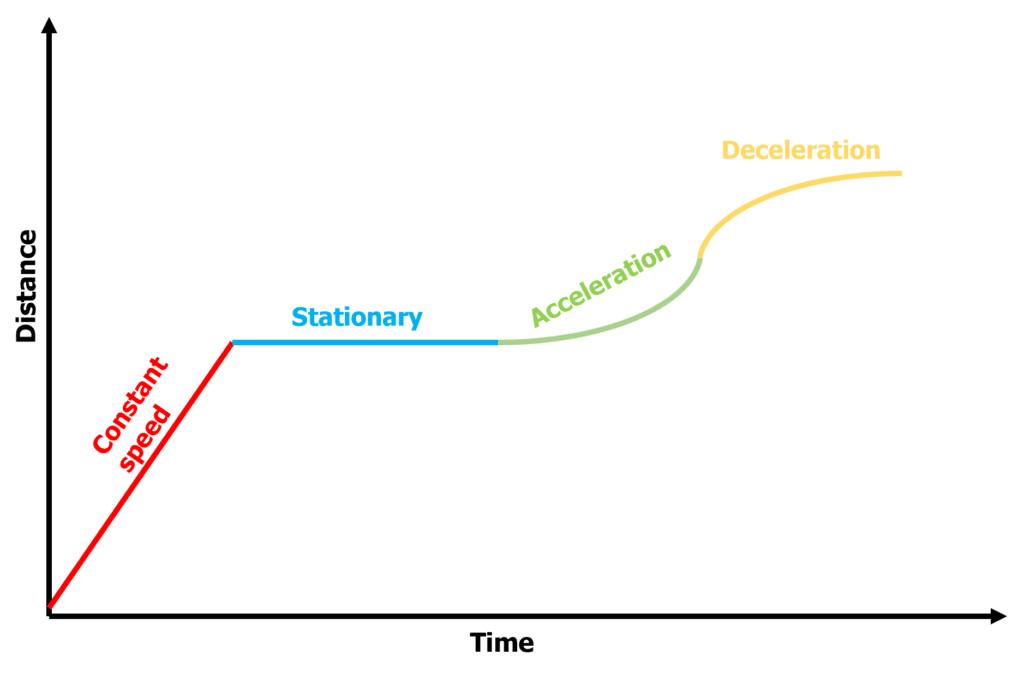 Deceleration
Acceleration
Stationary
Distance
Constant
speed
Time